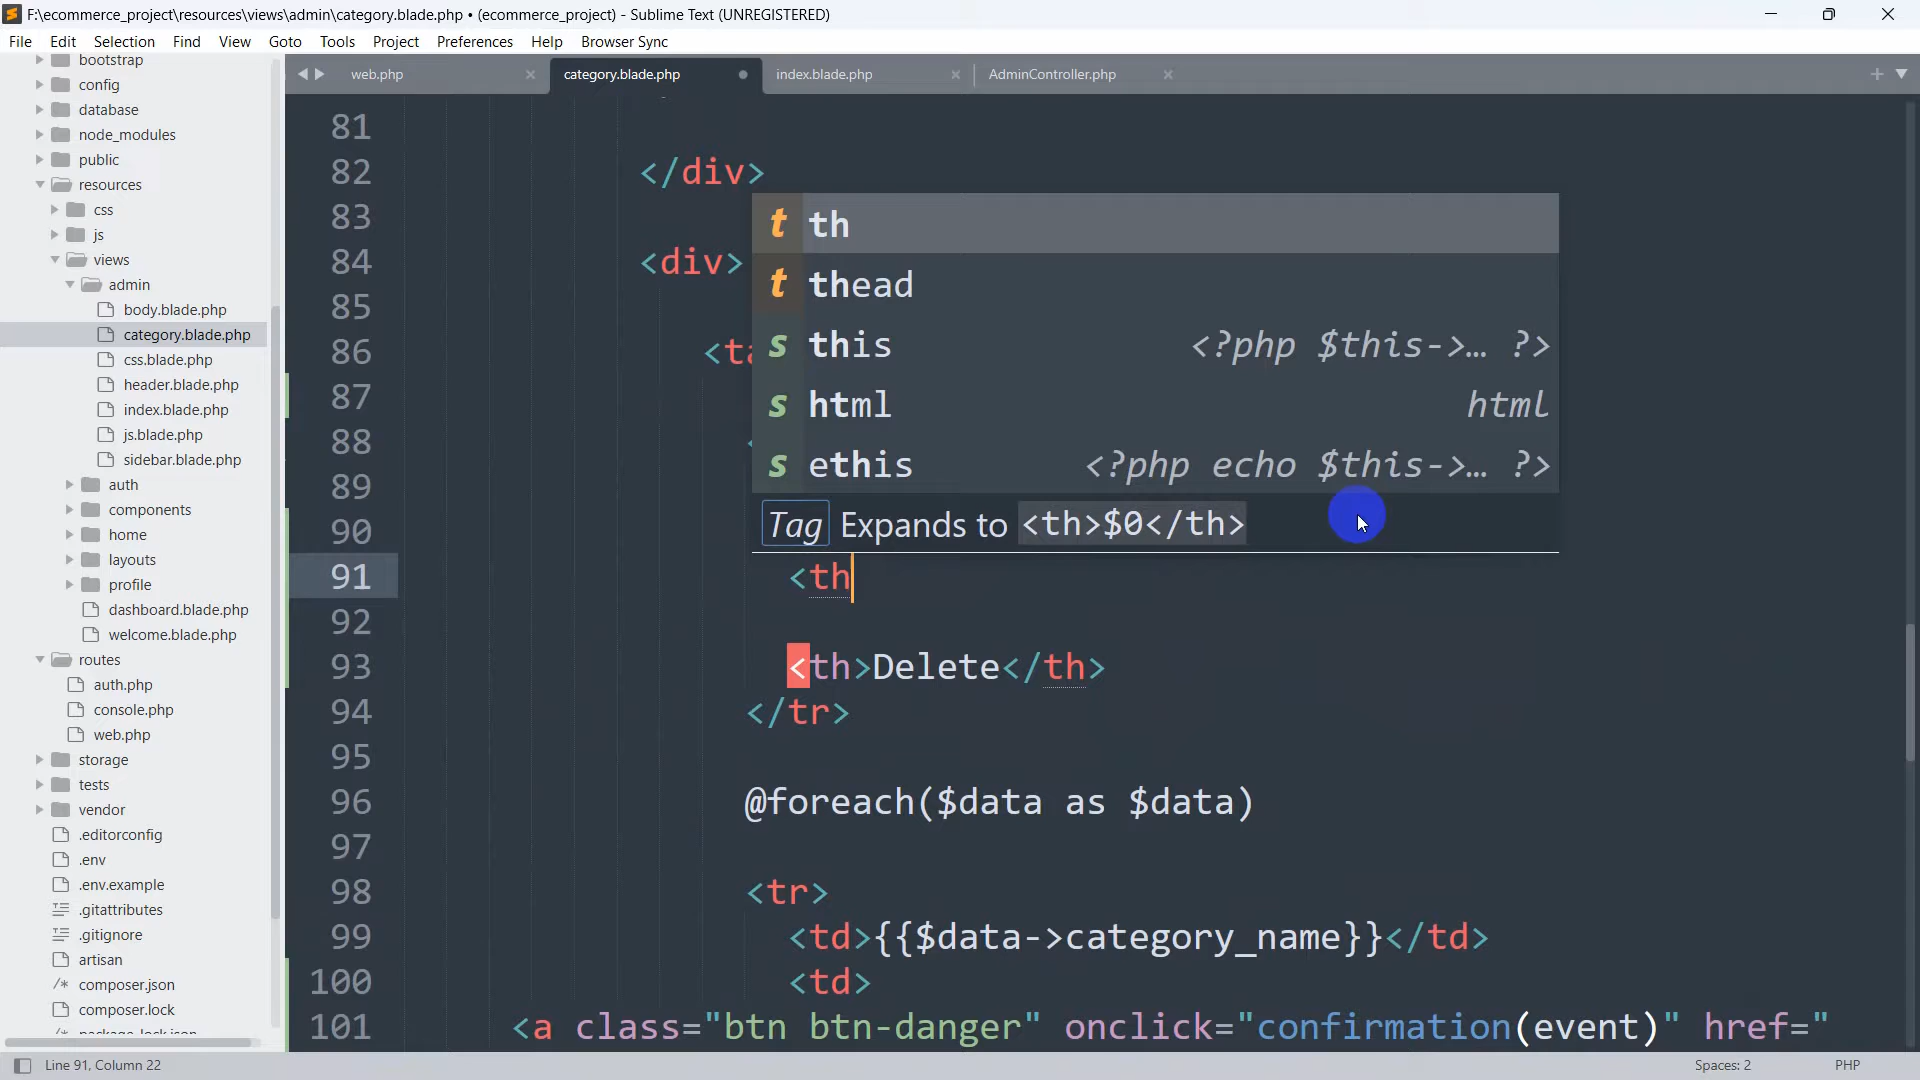 F:\ecommerce_project\resources\views\admin\category.blade.php • (ecommerce_project) - Sublime Text (UNREGISTERED)
File Edit Selection Find View Goto Tools Project Preferences Help Browser Sync
bootstrap
config
database
node_modules
public
resources
css
js
views
admin
body.blade.php
category.blade.php
css.blade.php
header.blade.php
index.blade.php
js.blade.php
sidebar.blade.php
auth
components
home
layouts
profile
dashboard.blade.php
welcome.blade.php
routes
auth.php
console.php
web.php
storage
tests
vendor
.editorconfig
.env
.env.example
.gitattributes
.gitignore
artisan
composer.json
composer.lock
package-lock.json
web.php category.blade.php index.blade.php AdminController.php
81
82 </div>
83
84 <div>
85
86 <ta
87
88 <
89
90
91 <th
92
93 <th>Delete</th>
94 </tr>
95
96 @foreach($data as $data)
97
98 <tr>
99 <td>{{$data->category_name}}</td>
100 <td>
101 <a class="btn btn-danger" onclick="confirmation(event)" href="
t th
t thead
s this <?php $this->… ?>
s html html
s ethis <?php echo $this->… ?>
Tag Expands to <th>$0</th>
Line 91, Column 22 Spaces: 2 PHP